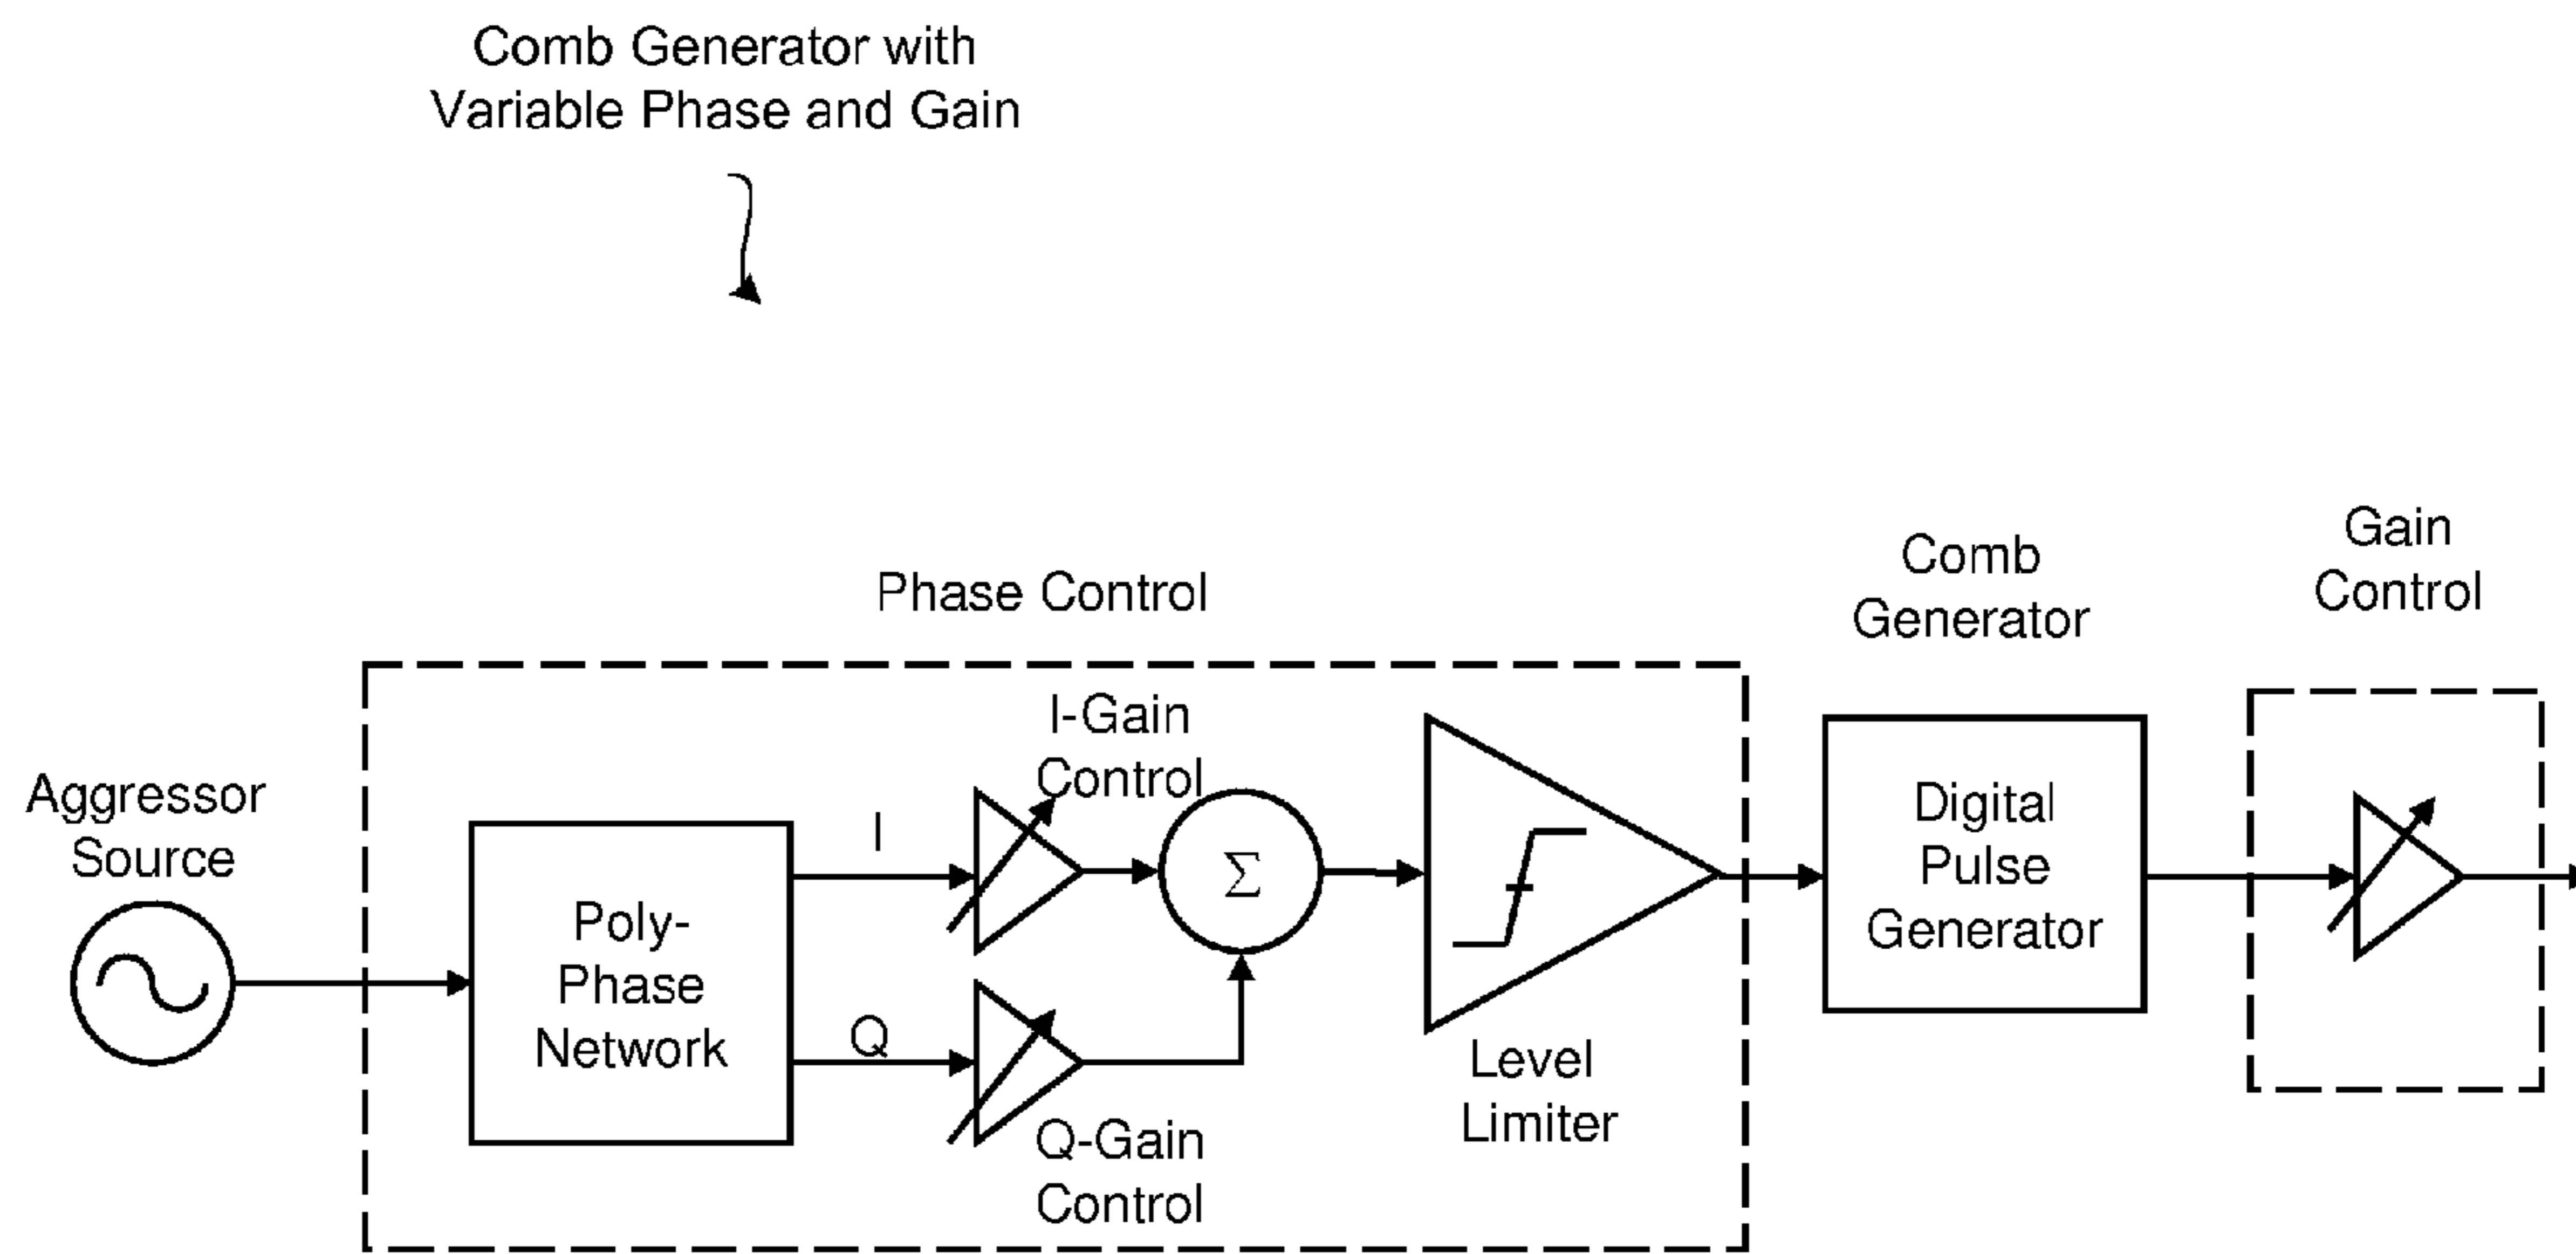 Comb Generator with
Variable Phase and Gain
Phase Control
Comb
Generator
Gain
Control
Aggressor
Source
I-Gain
Control
I
Poly-
Phase
Network
Q
Q-Gain
Control
Σ
Level
Limiter
Digital
Pulse
Generator